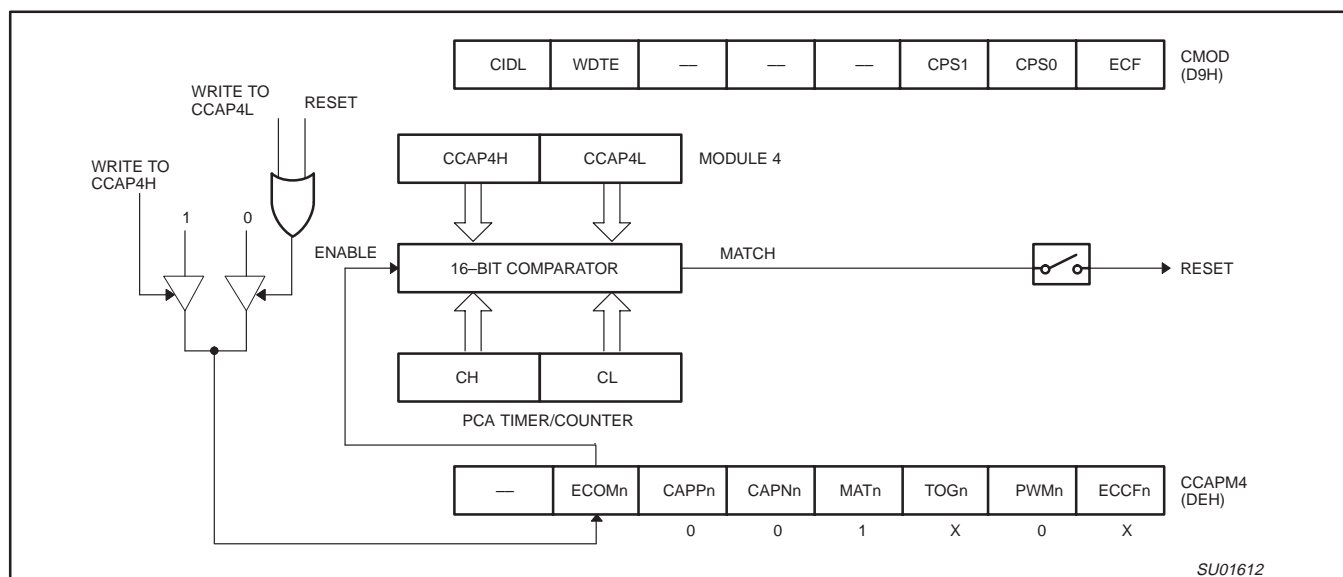 CIDL WDTE — — — CPS1 CPS0 ECF
CMOD
(D9H)
WRITE TO
CCAP4L
RESET
WRITE TO
CCAP4H
CCAP4H CCAP4L
MODULE 4
1 0
ENABLE
16–BIT COMPARATOR
MATCH
RESET
CH CL
PCA TIMER/COUNTER
— ECOMn CAPPn CAPNn MATn TOGn PWMn ECCFn
CCAPM4
(DEH)
0 0 1 X 0 X
SU01612